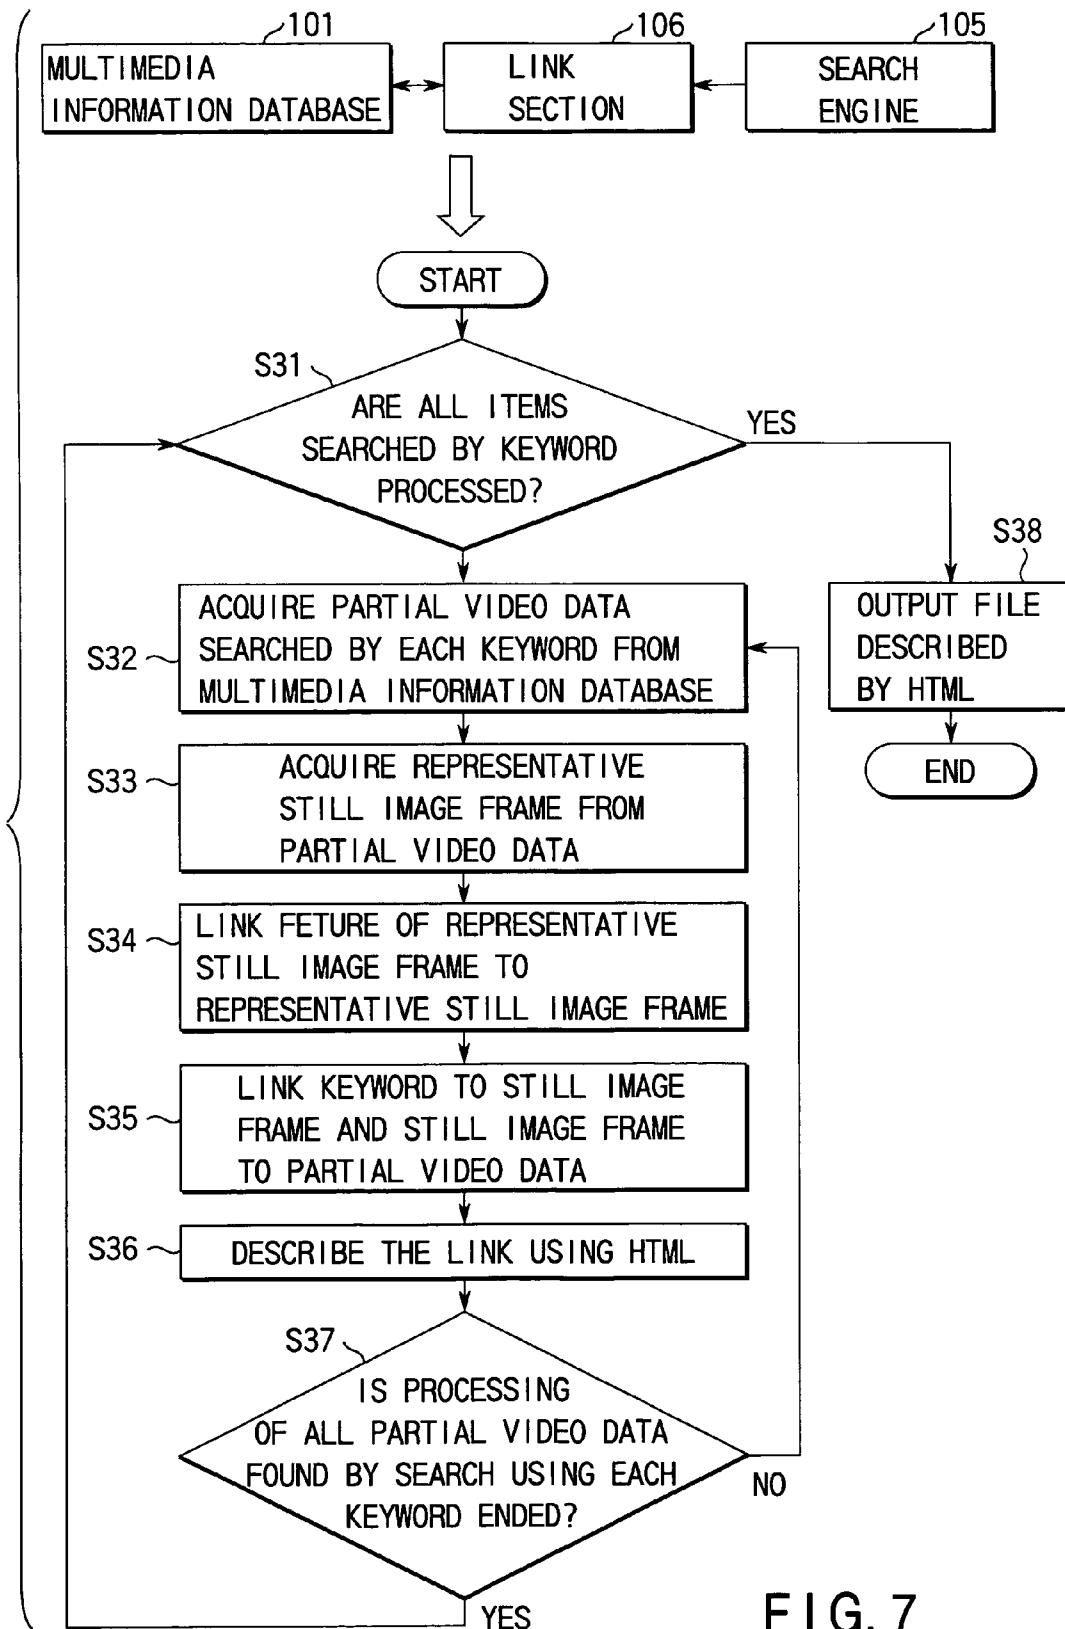 101
106
105
MULTIMEDIA
INFORMATION DATABASE
LINK
SECTION
SEARCH
ENGINE
START
S31
ARE ALL ITEMS
SEARCHED BY KEYWORD
PROCESSED?
YES
S38
OUTPUT FILE
DESCRIBED
BY HTML
END
S32
ACQUIRE PARTIAL VIDEO DATA
SEARCHED BY EACH KEYWORD FROM
MULTIMEDIA INFORMATION DATABASE
S33
ACQUIRE REPRESENTATIVE
STILL IMAGE FRAME FROM
PARTIAL VIDEO DATA
S34
LINK FETURE OF REPRESENTATIVE
STILL IMAGE FRAME TO
REPRESENTATIVE STILL IMAGE FRAME
S35
LINK KEYWORD TO STILL IMAGE
FRAME AND STILL IMAGE FRAME
TO PARTIAL VIDEO DATA
S36
DESCRIBE THE LINK USING HTML
S37
IS PROCESSING
OF ALL PARTIAL VIDEO DATA
FOUND BY SEARCH USING EACH
KEYWORD ENDED?
NO
YES
FIG. 7